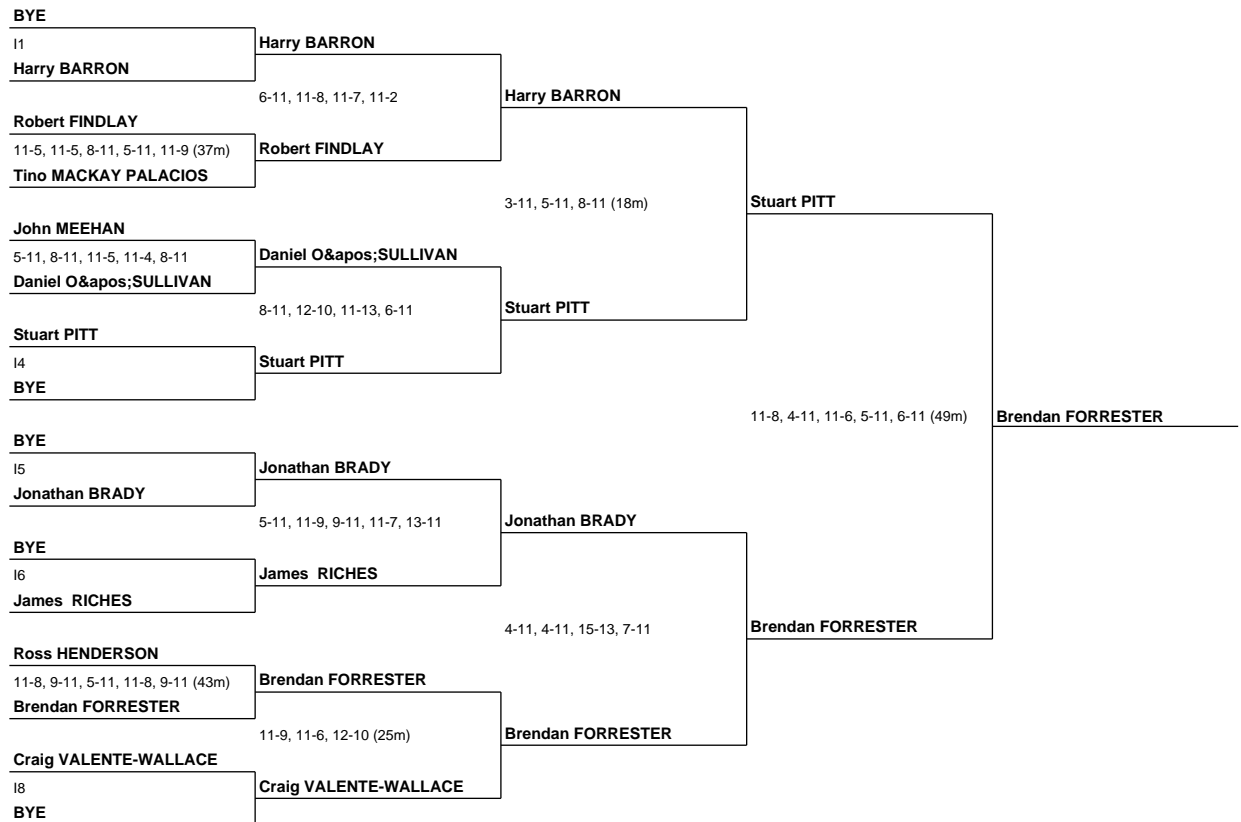 BYE
I1
Harry BARRON
Robert FINDLAY
11-5, 11-5, 8-11, 5-11, 11-9 (37m)
Tino MACKAY PALACIOS
John MEEHAN
5-11, 8-11, 11-5, 11-4, 8-11
Daniel O&apos;SULLIVAN
Stuart PITT
I4
BYE
BYE
I5
Jonathan BRADY
BYE
I6
James  RICHES
Ross HENDERSON
11-8, 9-11, 5-11, 11-8, 9-11 (43m)
Brendan FORRESTER
Craig VALENTE-WALLACE
I8
BYE
Harry BARRON
6-11, 11-8, 11-7, 11-2
Robert FINDLAY
Daniel O&apos;SULLIVAN
8-11, 12-10, 11-13, 6-11
Stuart PITT
Jonathan BRADY
5-11, 11-9, 9-11, 11-7, 13-11
James  RICHES
Brendan FORRESTER
11-9, 11-6, 12-10 (25m)
Craig VALENTE-WALLACE
Harry BARRON
3-11, 5-11, 8-11 (18m)
Stuart PITT
Jonathan BRADY
4-11, 4-11, 15-13, 7-11
Brendan FORRESTER
Stuart PITT
11-8, 4-11, 11-6, 5-11, 6-11 (49m)
Brendan FORRESTER
Brendan FORRESTER